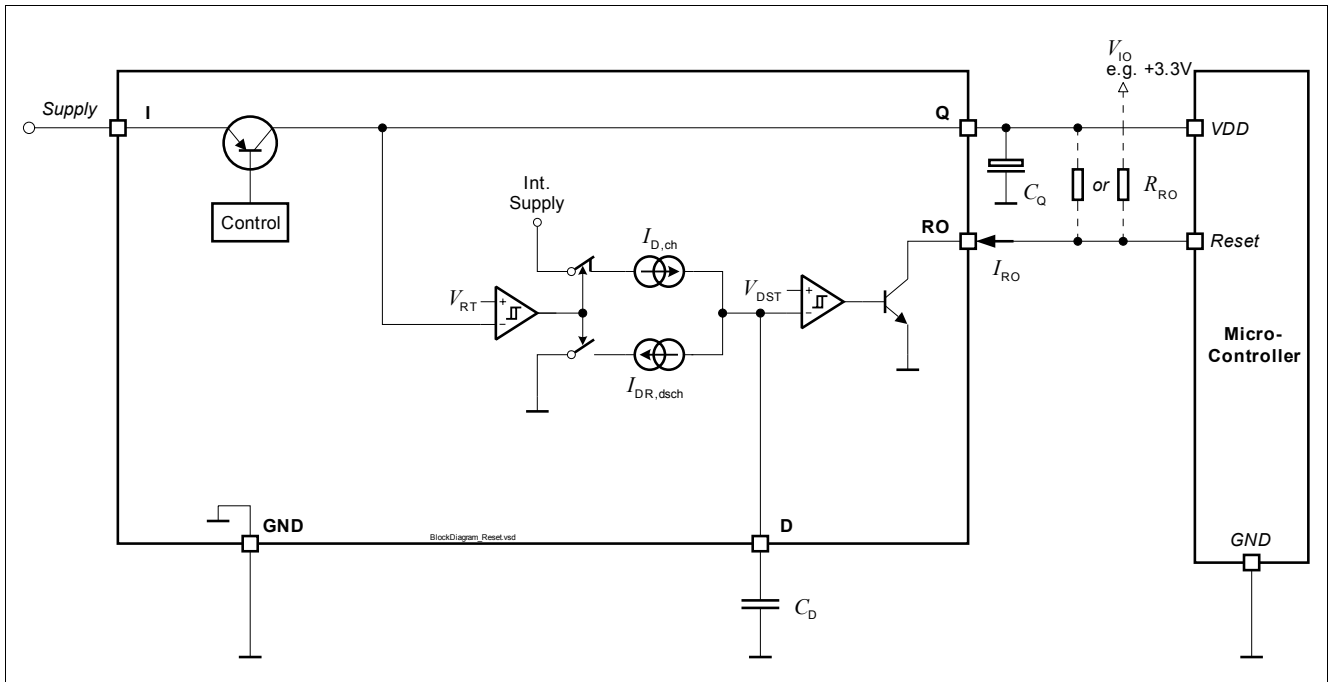 V_IO
e.g. +3.3V
Supply
I
Q
VDD
Int.
Supply
C_Q
or
R_RO
Control
RO
Reset
I_D,ch
I_RO
V_RT
+
−
V_DST
+
−
Micro-
Controller
I_DR,dsch
GND
BlockDiagram_Reset.vsd
D
GND
C_D